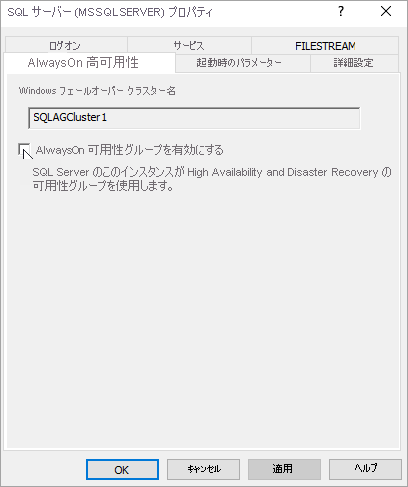 SQL サーバー (MSSQLSERVER) プロパティ ? ×
ログオン サービス FILESTREAM
AlwaysOn 高可用性 起動時のパラメーター 詳細設定
Windows フェールオーバー クラスター名
SQLAGCluster1
AlwaysOn 可用性グループを有効にする
SQL Server のこのインスタンスが High Availability and Disaster Recovery の
可用性グループを使用します。
OK キャンセル 適用 ヘルプ